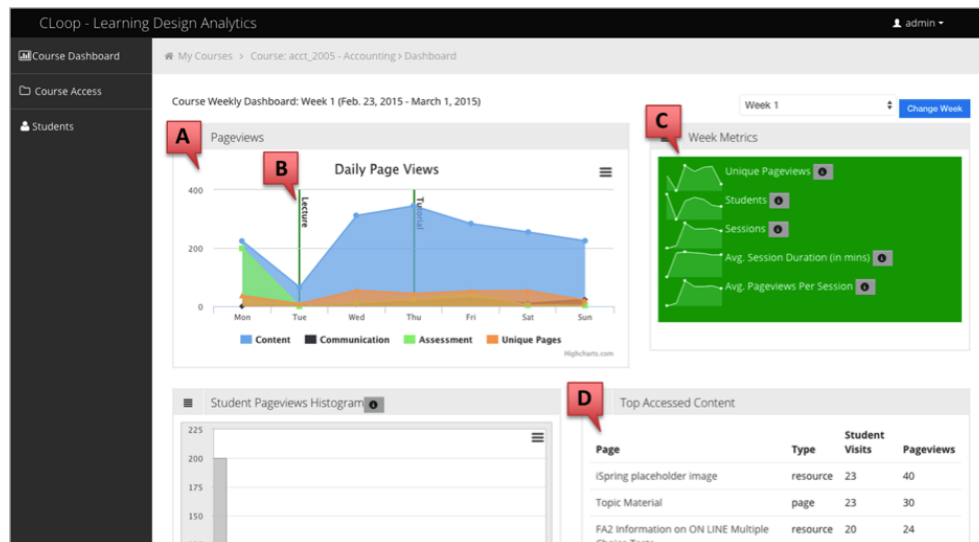 CLoop - Learning Design Analytics
admin
Course Dashboard
My Courses > Course: acct_2005 - Accounting > Dashboard
Course Access
Students
Course Weekly Dashboard: Week 1 (Feb. 23, 2015 - March 1, 2015)
Week 1
Change Week
A
Pageviews
B
Daily Page Views
400
200
0
Lecture
Tutorial
Mon Tue Wed Thu Fri Sat Sun
Content Communication Assessment Unique Pages
Highcharts.com
C
Week Metrics
Unique Pageviews
Students
Sessions
Avg. Session Duration (in mins)
Avg. Pageviews Per Session
Student Pageviews Histogram
225
200
175
150
D
Top Accessed Content
Page Type Student Visits Pageviews
iSpring placeholder image resource 23 40
Topic Material page 23 30
FA2 Information on ON LINE Multiple resource 20 24